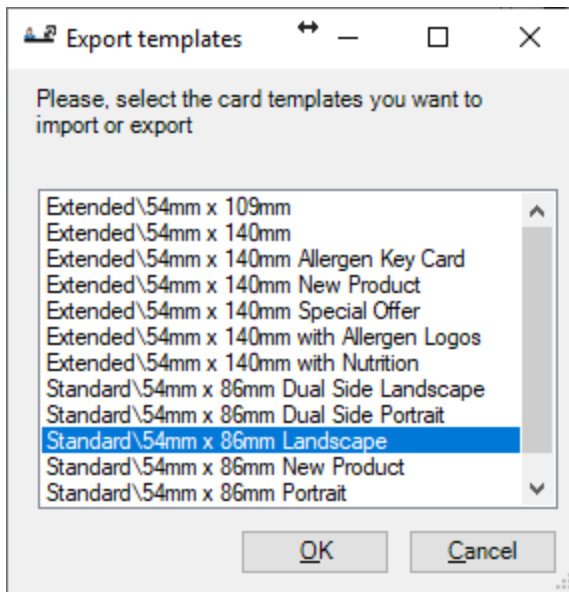 Export templates
Please, select the card templates you want to
import or export
Extended\54mm x 109mm
Extended\54mm x 140mm
Extended\54mm x 140mm Allergen Key Card
Extended\54mm x 140mm New Product
Extended\54mm x 140mm Special Offer
Extended\54mm x 140mm with Allergen Logos
Extended\54mm x 140mm with Nutrition
Standard\54mm x 86mm Dual Side Landscape
Standard\54mm x 86mm Dual Side Portrait
Standard\54mm x 86mm Landscape
Standard\54mm x 86mm New Product
Standard\54mm x 86mm Portrait
OK
Cancel